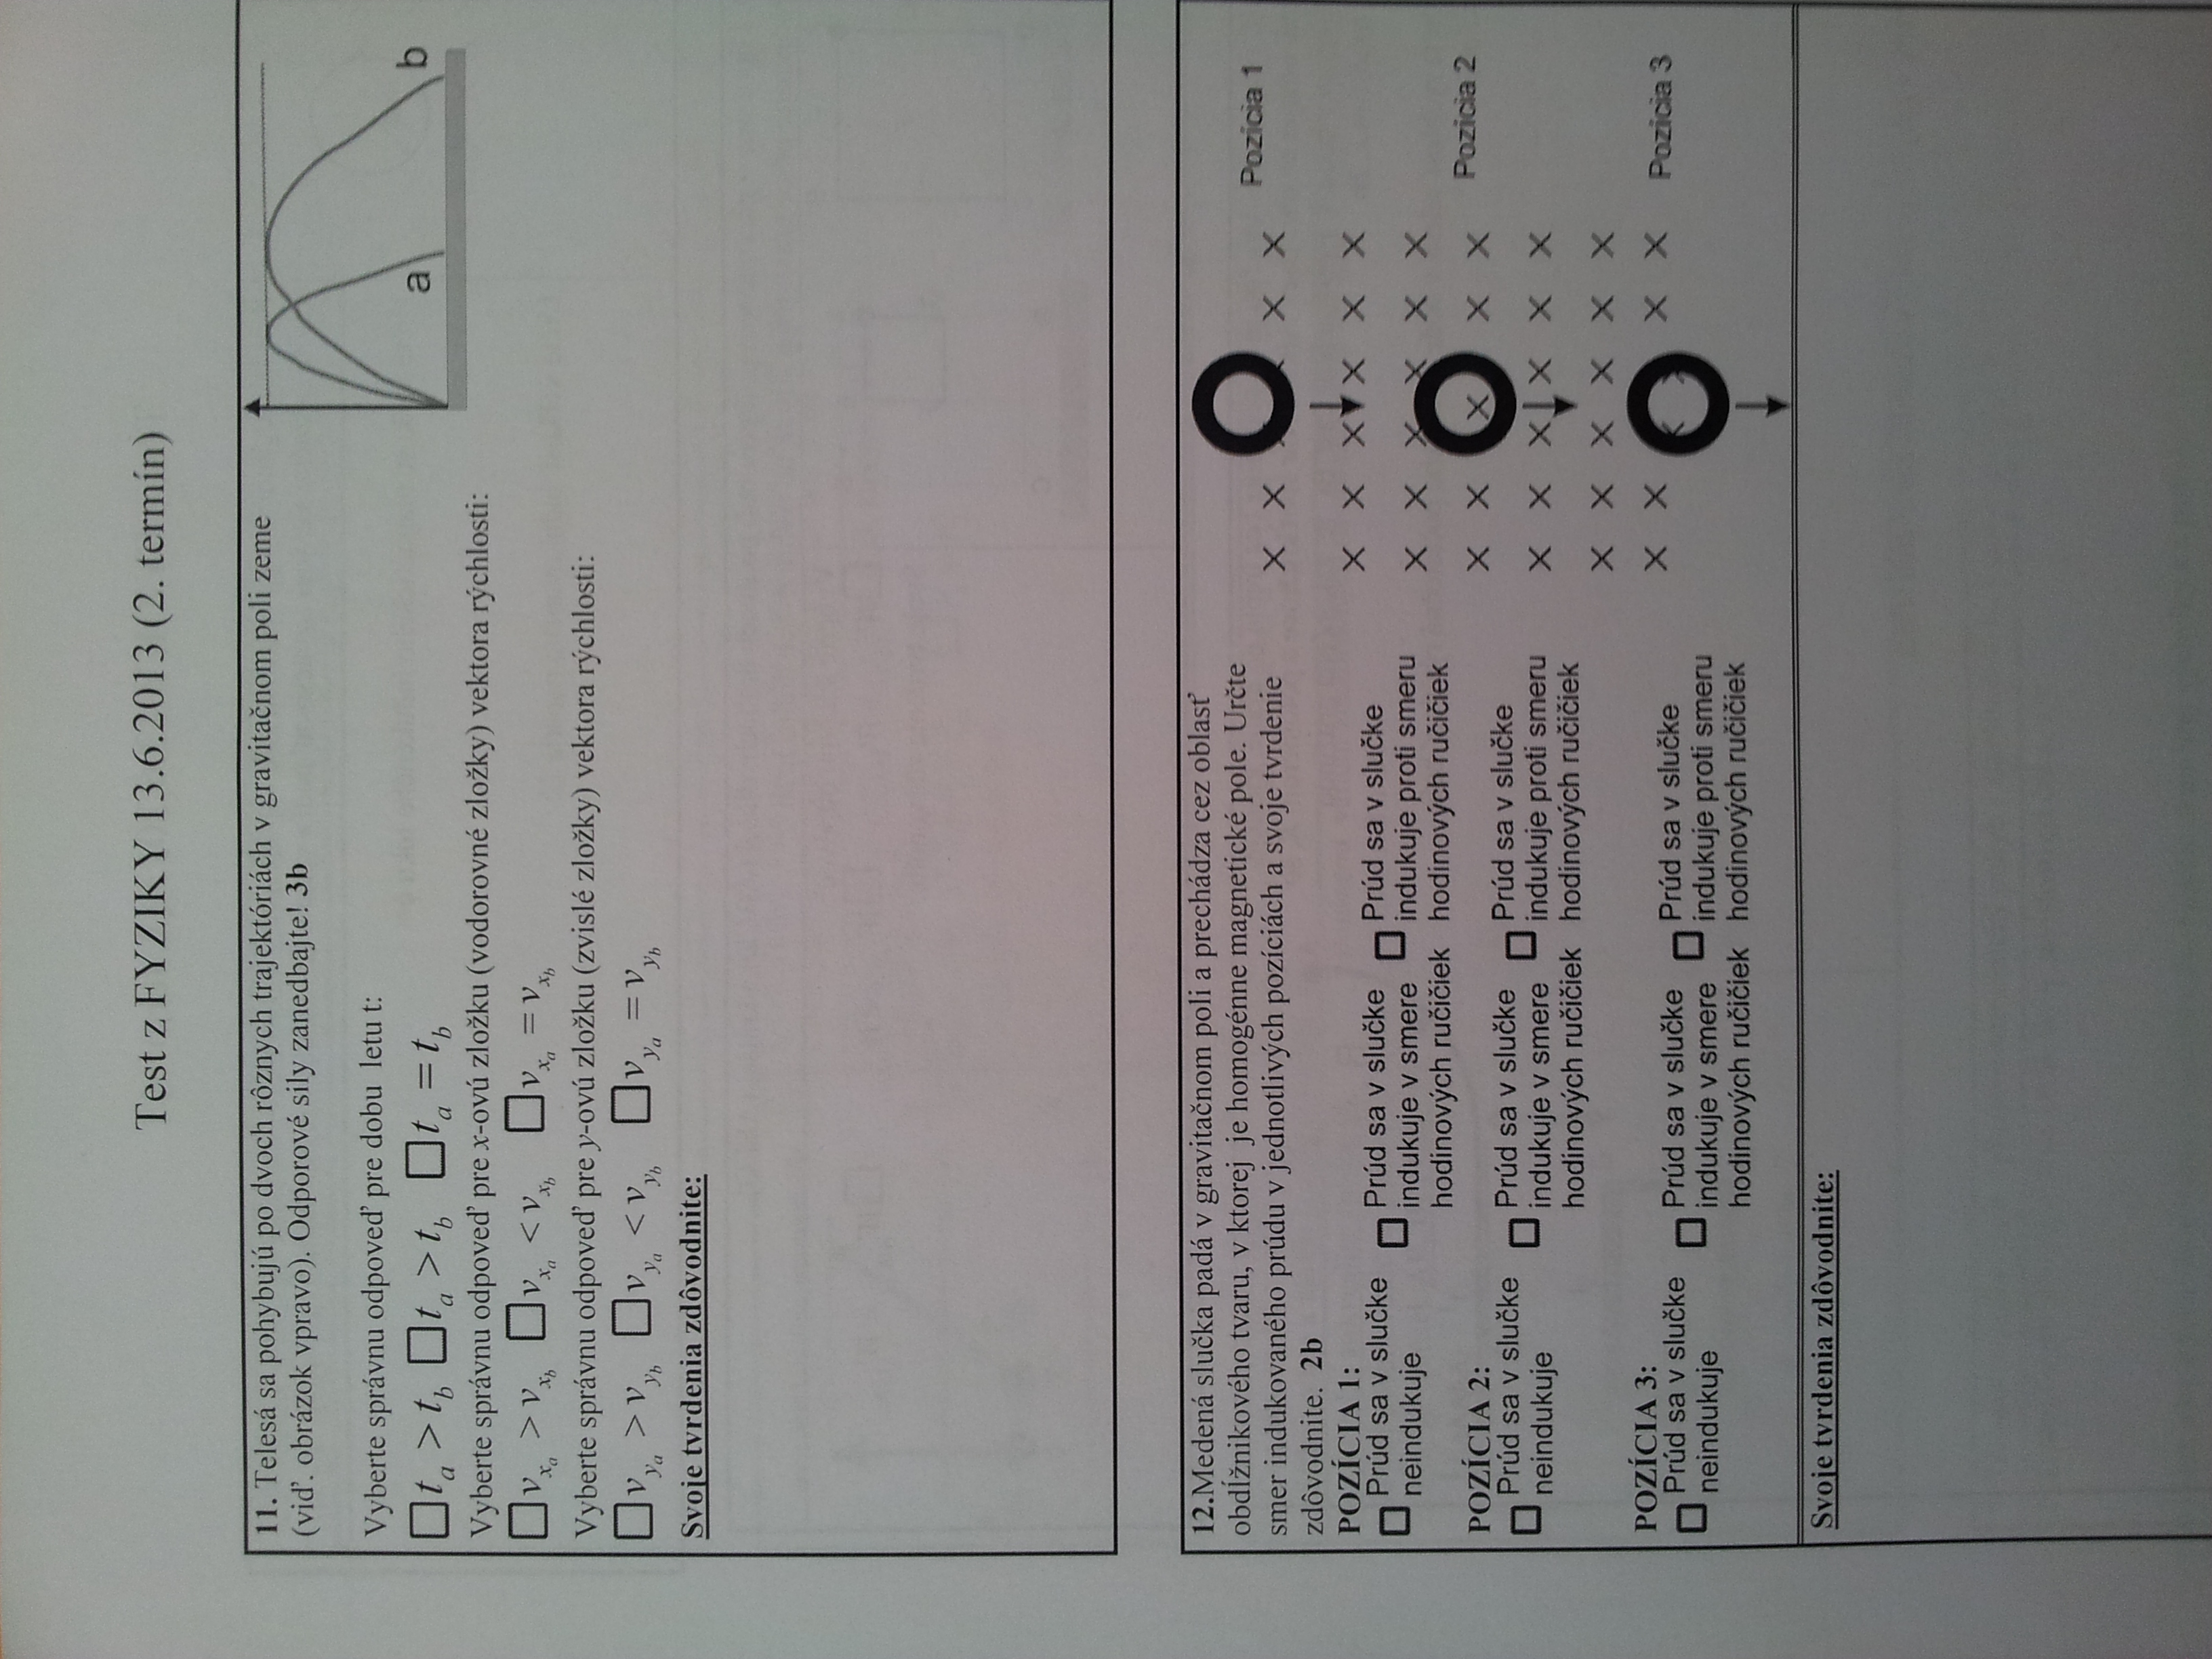 Test z FYZIKY 13.6.2013 (2. termín)
11. Telesá sa pohybujú po dvoch rôznych trajektóriách v gravitačnom poli zeme
(viď. obrázok vpravo). Odporové sily zanedbajte! 3b
Vyberte správnu odpoveď pre dobu letu t:
☐ t_a > t_b ☐ t_a > t_b ☐ t_a = t_b
Vyberte správnu odpoveď pre x-ovú zložku (vodorovné zložky) vektora rýchlosti:
☐ v_{x_a} > v_{x_b} ☐ v_{x_a} < v_{x_b} ☐ v_{x_a} = v_{x_b}
Vyberte správnu odpoveď pre y-ovú zložku (zvislé zložky) vektora rýchlosti:
☐ v_{y_a} > v_{y_b} ☐ v_{y_a} < v_{y_b} ☐ v_{y_a} = v_{y_b}
Svoje tvrdenia zdôvodnite:
a
b
12.Medená slučka padá v gravitačnom poli a prechádza cez oblasť
obdĺžnikového tvaru, v ktorej je homogénne magnetické pole. Určte
smer indukovaného prúdu v jednotlivých pozíciách a svoje tvrdenie
zdôvodnite. 2b
POZÍCIA 1:
☐ Prúd sa v slučke
neindukuje
☐ Prúd sa v slučke
indukuje v smere
hodinových ručičiek
☐ Prúd sa v slučke
indukuje proti smeru
hodinových ručičiek
POZÍCIA 2:
☐ Prúd sa v slučke
neindukuje
☐ Prúd sa v slučke
indukuje v smere
hodinových ručičiek
☐ Prúd sa v slučke
indukuje proti smeru
hodinových ručičiek
POZÍCIA 3:
☐ Prúd sa v slučke
neindukuje
☐ Prúd sa v slučke
indukuje v smere
hodinových ručičiek
☐ Prúd sa v slučke
indukuje proti smeru
hodinových ručičiek
Pozícia 1
Pozícia 2
Pozícia 3
Svoje tvrdenia zdôvodnite: